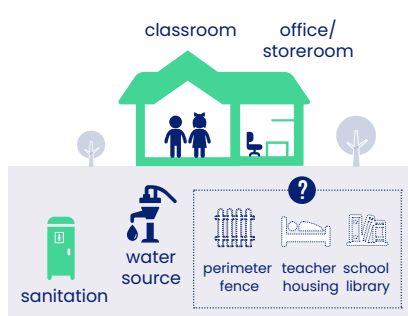 classroom
office/
storeroom
?
water
source
sanitation
perimeter
fence
teacher
housing
school
library